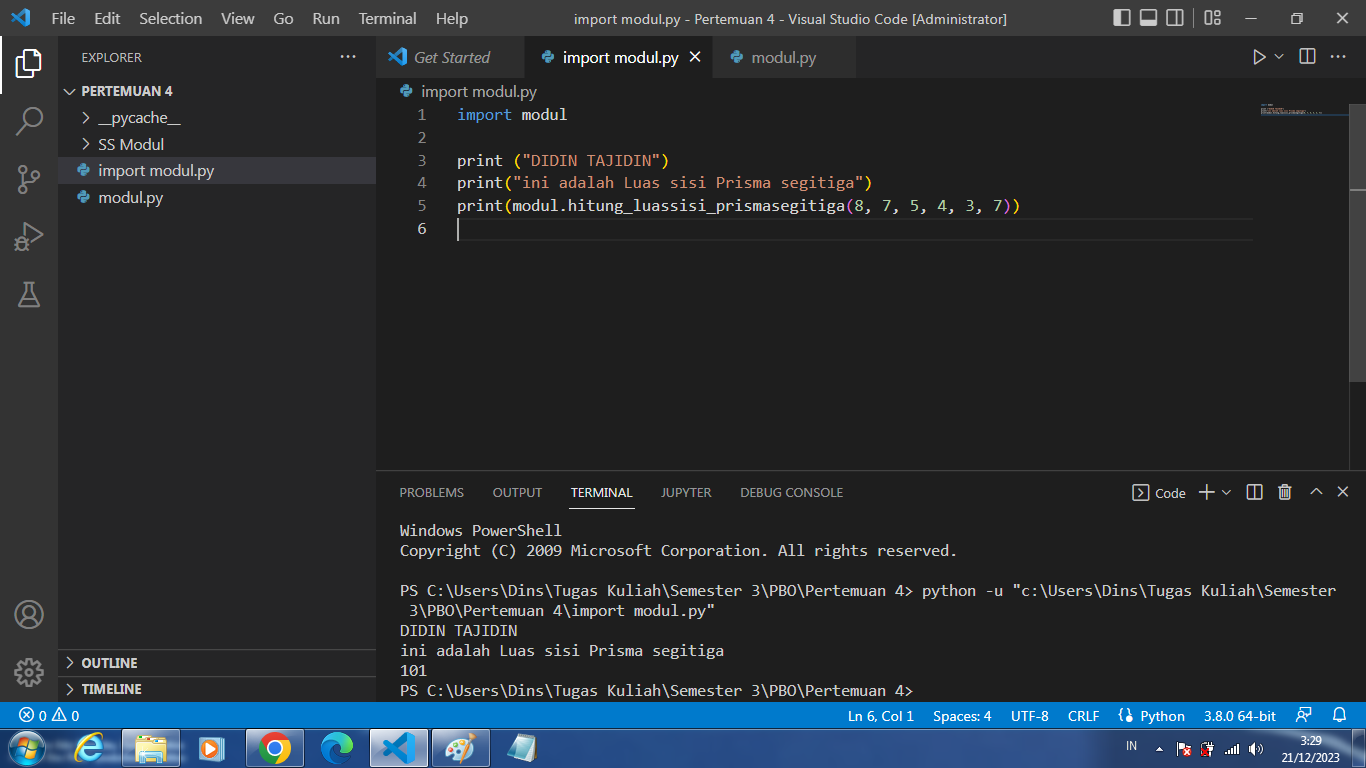 File Edit Selection View Go Run Terminal Help import modul.py - Pertemuan 4 - Visual Studio Code [Administrator]
EXPLORER
PERTEMUAN 4
__pycache__
SS Modul
import modul.py
modul.py
OUTLINE
TIMELINE
Get Started import modul.py modul.py
import modul.py
1 import modul
2
3 print ("DIDIN TAJIDIN")
4 print("ini adalah Luas sisi Prisma segitiga")
5 print(modul.hitung_luassisi_prismasegitiga(8, 7, 5, 4, 3, 7))
6
PROBLEMS OUTPUT TERMINAL JUPYTER DEBUG CONSOLE Code
Windows PowerShell
Copyright (C) 2009 Microsoft Corporation. All rights reserved.
PS C:\Users\Dins\Tugas Kuliah\Semester 3\PBO\Pertemuan 4> python -u "c:\Users\Dins\Tugas Kuliah\Semester
3\PBO\Pertemuan 4\import modul.py"
DIDIN TAJIDIN
ini adalah Luas sisi Prisma segitiga
101
PS C:\Users\Dins\Tugas Kuliah\Semester 3\PBO\Pertemuan 4>
0 0 Ln 6, Col 1 Spaces: 4 UTF-8 CRLF Python 3.8.0 64-bit
IN 3:29
21/12/2023